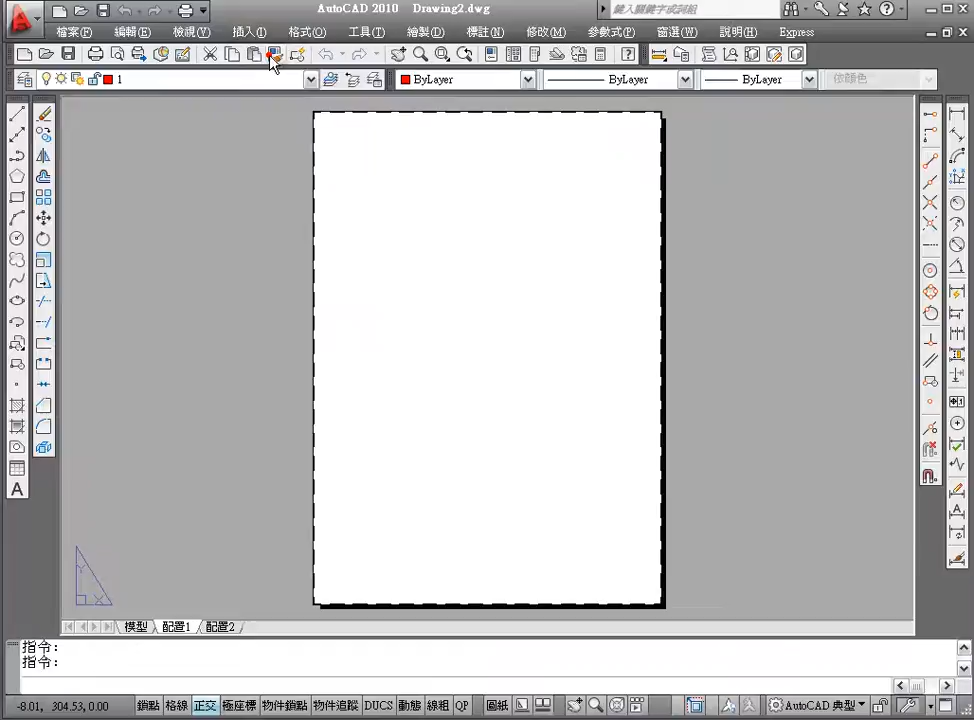 AutoCAD 2010 Drawing2.dwg
鍵入關鍵字或詞組
檔案(F) 編輯(E) 檢視(V) 插入(I) 格式(O) 工具(T) 繪製(D) 標註(N) 修改(M) 參數式(P) 視窗(W) 說明(H) Express
1 ByLayer ByLayer ByLayer 依顏色
A
Y
X
模型 配置1 配置2
指令:
指令:
-8.01, 304.53, 0.00 鎖點 格線 正交 極座標 物件鎖點 物件追蹤 DUCS 動態 線粗 QP 圖紙 AutoCAD 典型